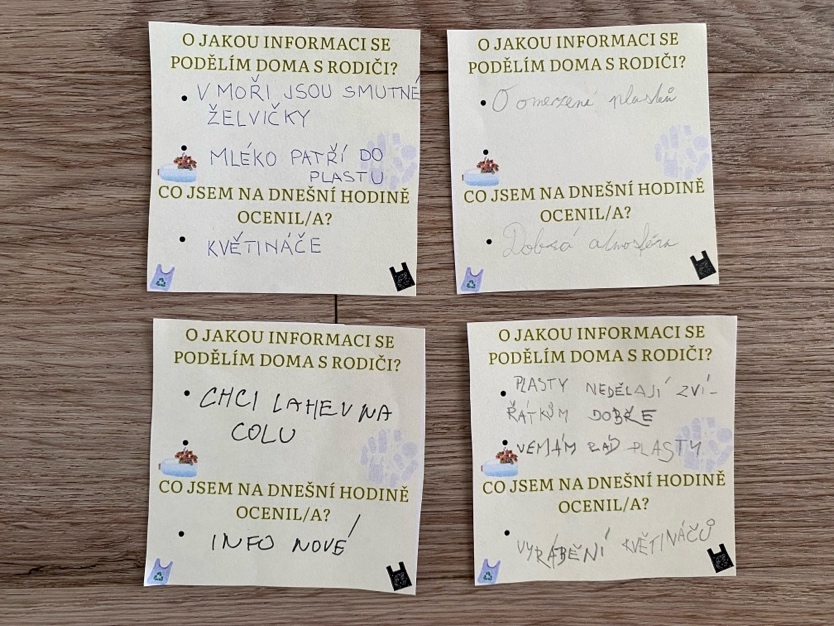 O JAKOU INFORMACI SE
PODĚLÍM DOMA S RODIČI?
• V MOŘI JSOU SMUTNÉ
ŽELVIČKY
• MLÉKO PATŘÍ DO
PLASTU
CO JSEM NA DNEŠNÍ HODINĚ
OCENIL/A?
• KVĚTINÁČE
O JAKOU INFORMACI SE
PODĚLÍM DOMA S RODIČI?
• O omezení plastů
•
CO JSEM NA DNEŠNÍ HODINĚ
OCENIL/A?
• Dobrá atmosféra
O JAKOU INFORMACI SE
PODĚLÍM DOMA S RODIČI?
• CHCI LAHEV NA
COLU
•
CO JSEM NA DNEŠNÍ HODINĚ
OCENIL/A?
• INFO NOVÉ
O JAKOU INFORMACI SE
PODĚLÍM DOMA S RODIČI?
• PLASTY NEDĚLAJÍ ZVÍ-
ŘÁTKŮM DOBŘE
• NEMÁM RÁD PLASTY
CO JSEM NA DNEŠNÍ HODINĚ
OCENIL/A?
• VYRÁBĚNÍ KVĚTINÁČŮ